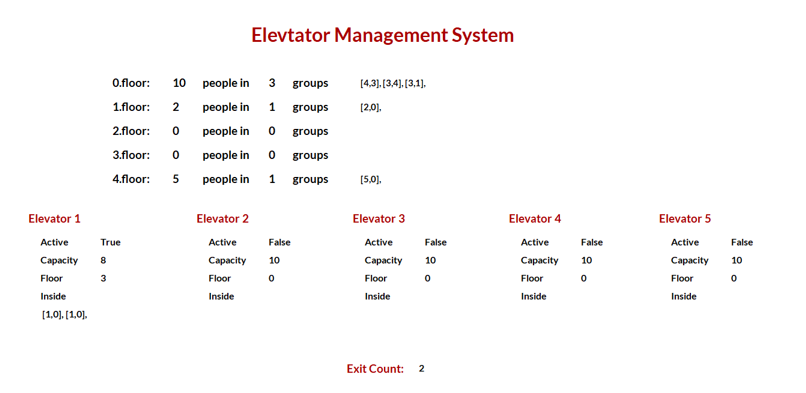 Elevtator Management System
0.floor: 10 people in 3 groups [4,3], [3,4], [3,1],
1.floor: 2 people in 1 groups [2,0],
2.floor: 0 people in 0 groups
3.floor: 0 people in 0 groups
4.floor: 5 people in 1 groups [5,0],
Elevator 1 Elevator 2 Elevator 3 Elevator 4 Elevator 5
Active True Active False Active False Active False Active False
Capacity 8 Capacity 10 Capacity 10 Capacity 10 Capacity 10
Floor 3 Floor 0 Floor 0 Floor 0 Floor 0
Inside Inside Inside Inside Inside
[1,0], [1,0],
Exit Count: 2